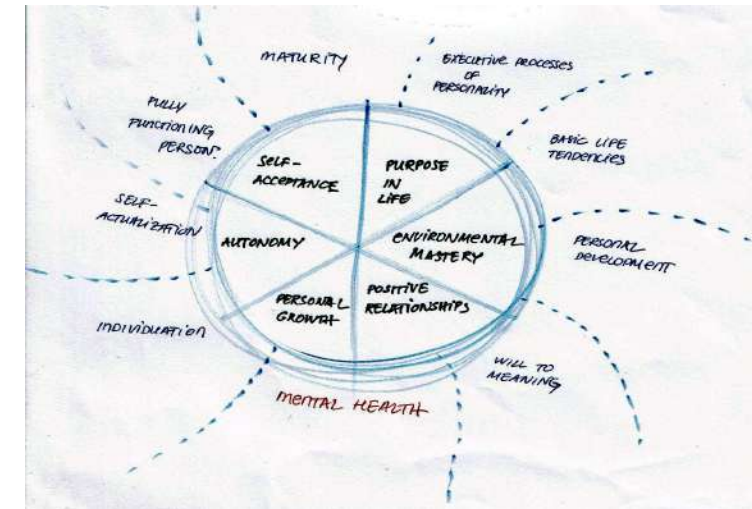 MATURITY
EXECUTIVE PROCESSES
OF
PERSONALITY
FULLY
FUNCTIONING
PERSON.
BASIC LIFE
TENDENCIES
SELF-
ACCEPTANCE
PURPOSE
IN
LIFE
SELF-
ACTUALIZATION
AUTONOMY
ENVIRONMENTAL
MASTERY
PERSONAL
DEVELOPMENT
PERSONAL
GROWTH
POSITIVE
RELATIONSHIPS
INDIVIDUATION
WILL TO
MEANING
MENTAL HEALTH